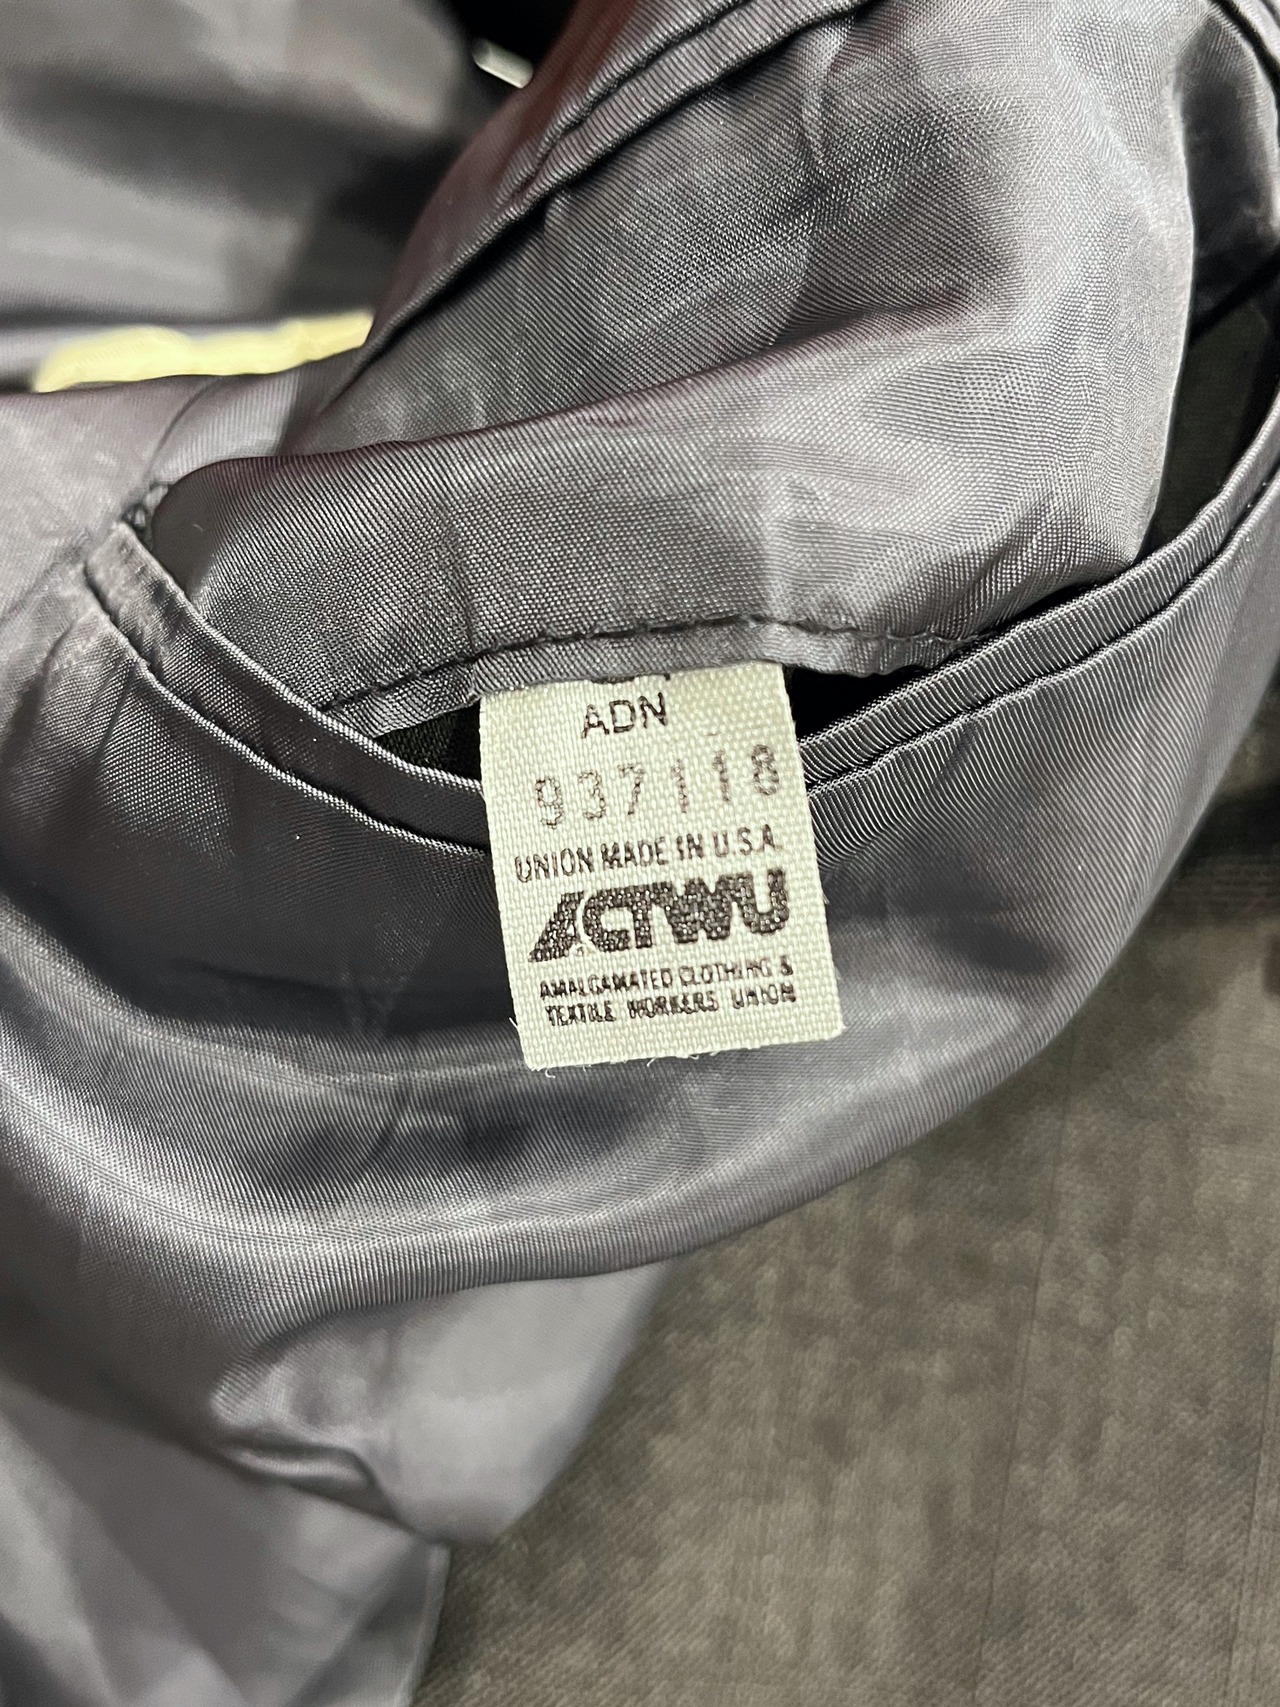 ADN
937118
UNION MADE IN U.S.A.
ACTWU
AMALGAMATED CLOTHING &
TEXTILE WORKERS UNION